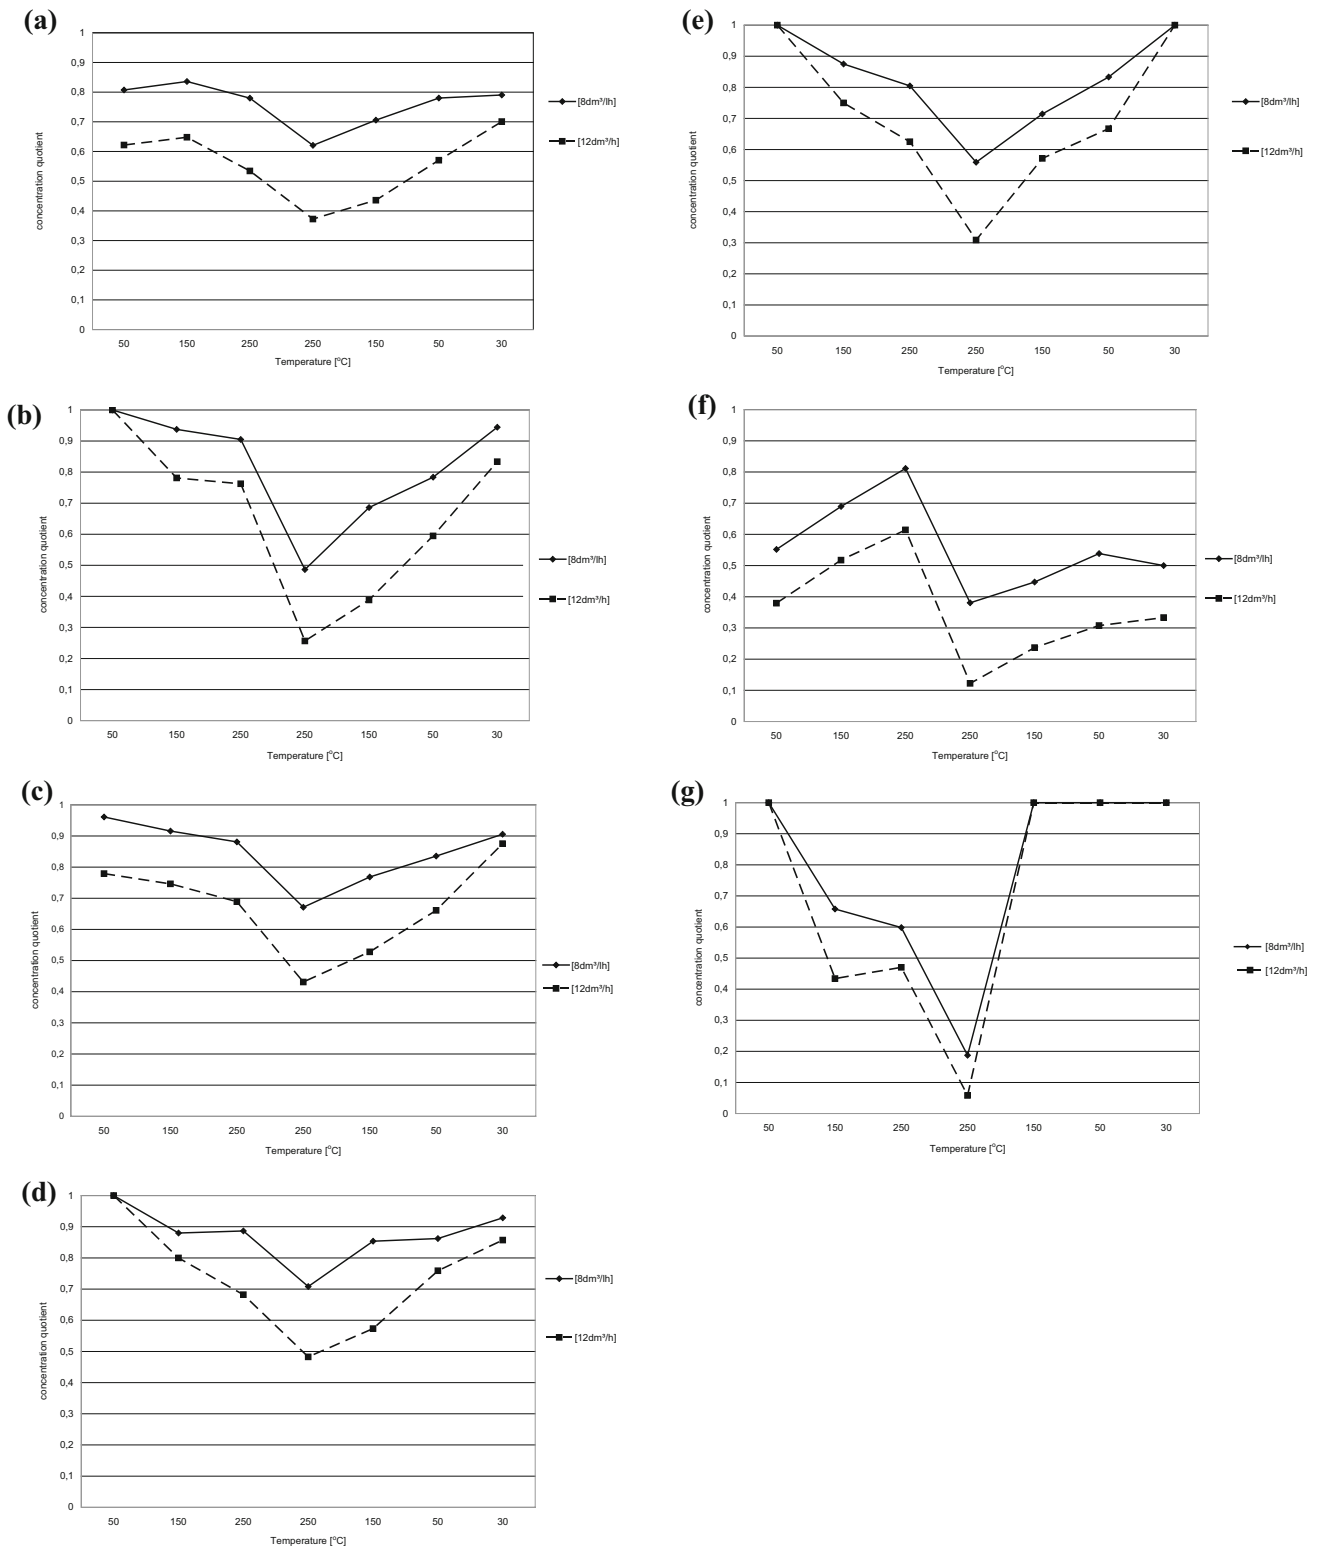 (a)
1
0,9
0,8
0,7
0,6
0,5
0,4
0,3
0,2
0,1
0
concentration quotient
50 150 250 250 150 50 30
Temperature [°C]
[8dm³/lh]
[12dm³/h]
(b)
1
0,9
0,8
0,7
0,6
0,5
0,4
0,3
0,2
0,1
0
concentration quotient
50 150 250 250 150 50 30
Temperature [°C]
[8dm³/lh]
[12dm³/h]
(c)
1
0,9
0,8
0,7
0,6
0,5
0,4
0,3
0,2
0,1
0
concentration quotient
50 150 250 250 150 50 30
Temperature [°C]
[8dm³/lh]
[12dm³/h]
(d)
1
0,9
0,8
0,7
0,6
0,5
0,4
0,3
0,2
0,1
0
concentration quotient
50 150 250 250 150 50 30
Temperature [°C]
[8dm³/lh]
[12dm³/h]
(e)
1
0,9
0,8
0,7
0,6
0,5
0,4
0,3
0,2
0,1
0
concentration quotient
50 150 250 250 150 50 30
Temperature [°C]
[8dm³/lh]
[12dm³/h]
(f)
1
0,9
0,8
0,7
0,6
0,5
0,4
0,3
0,2
0,1
0
concentration quotient
50 150 250 250 150 50 30
Temperature [°C]
[8dm³/lh]
[12dm³/h]
(g)
1
0,9
0,8
0,7
0,6
0,5
0,4
0,3
0,2
0,1
0
concentration quotient
50 150 250 250 150 50 30
Temperature [°C]
[8dm³/lh]
[12dm³/h]